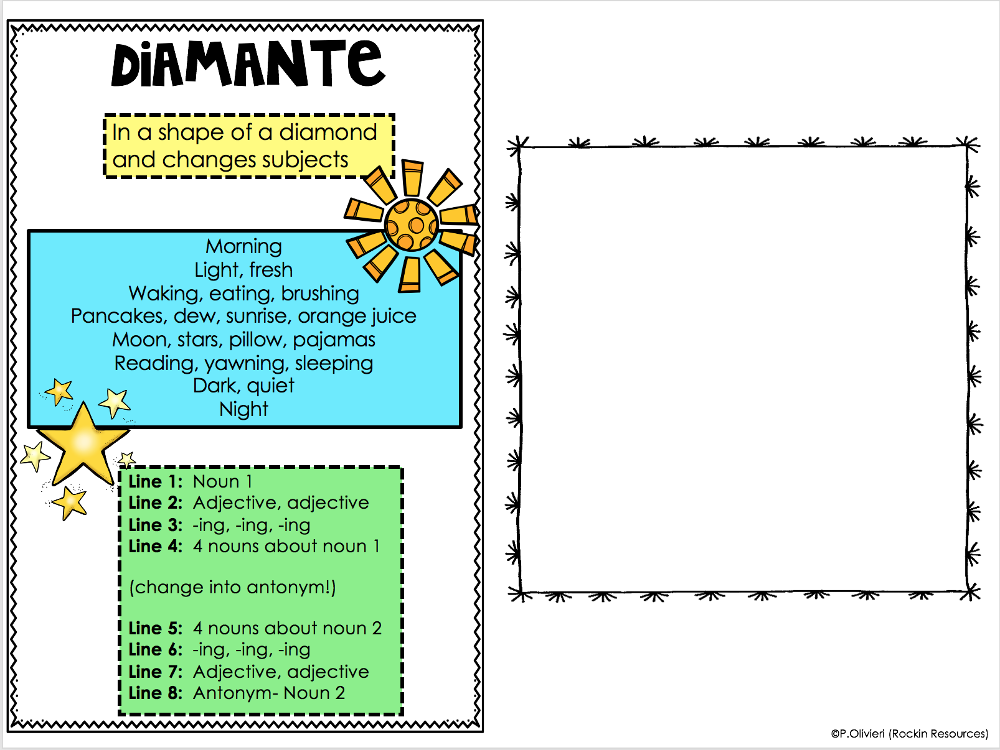 DiAMANTe
In a shape of a diamond
and changes subjects
Morning
Light, fresh
Waking, eating, brushing
Pancakes, dew, sunrise, orange juice
Moon, stars, pillow, pajamas
Reading, yawning, sleeping
Dark, quiet
Night
Line 1: Noun 1
Line 2: Adjective, adjective
Line 3: -ing, -ing, -ing
Line 4: 4 nouns about noun 1
(change into antonym!)
Line 5: 4 nouns about noun 2
Line 6: -ing, -ing, -ing
Line 7: Adjective, adjective
Line 8: Antonym- Noun 2
©P.Olivieri (Rockin Resources)